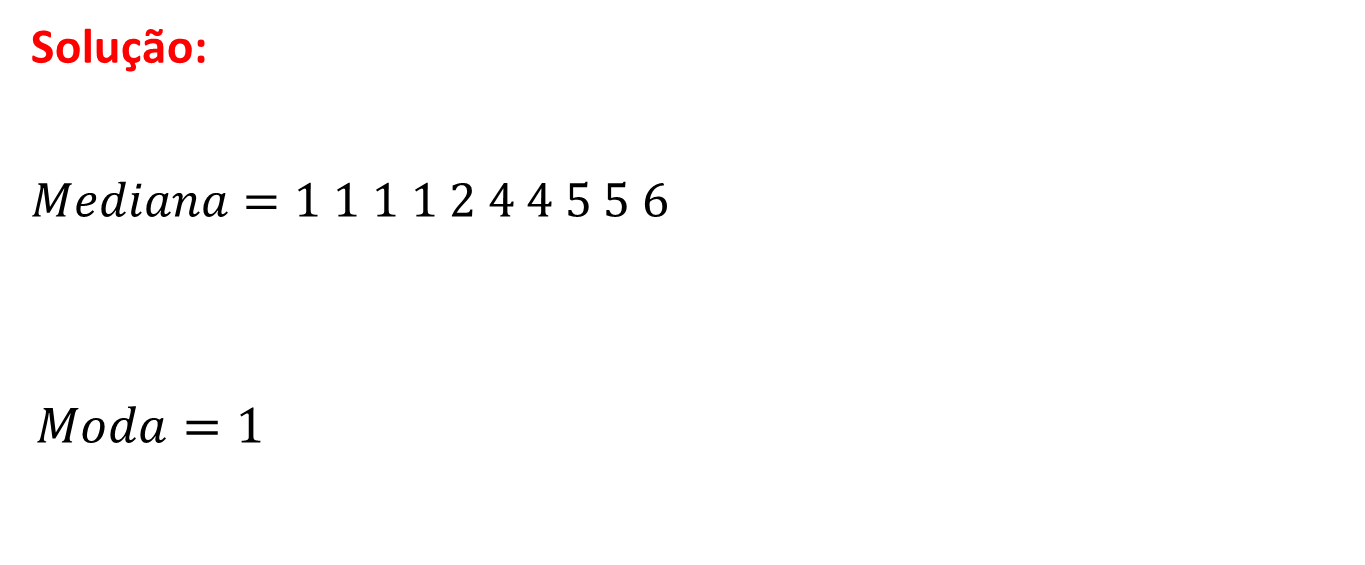 Solução:
Mediana = 1 1 1 1 2 4 4 5 5 6
Moda = 1